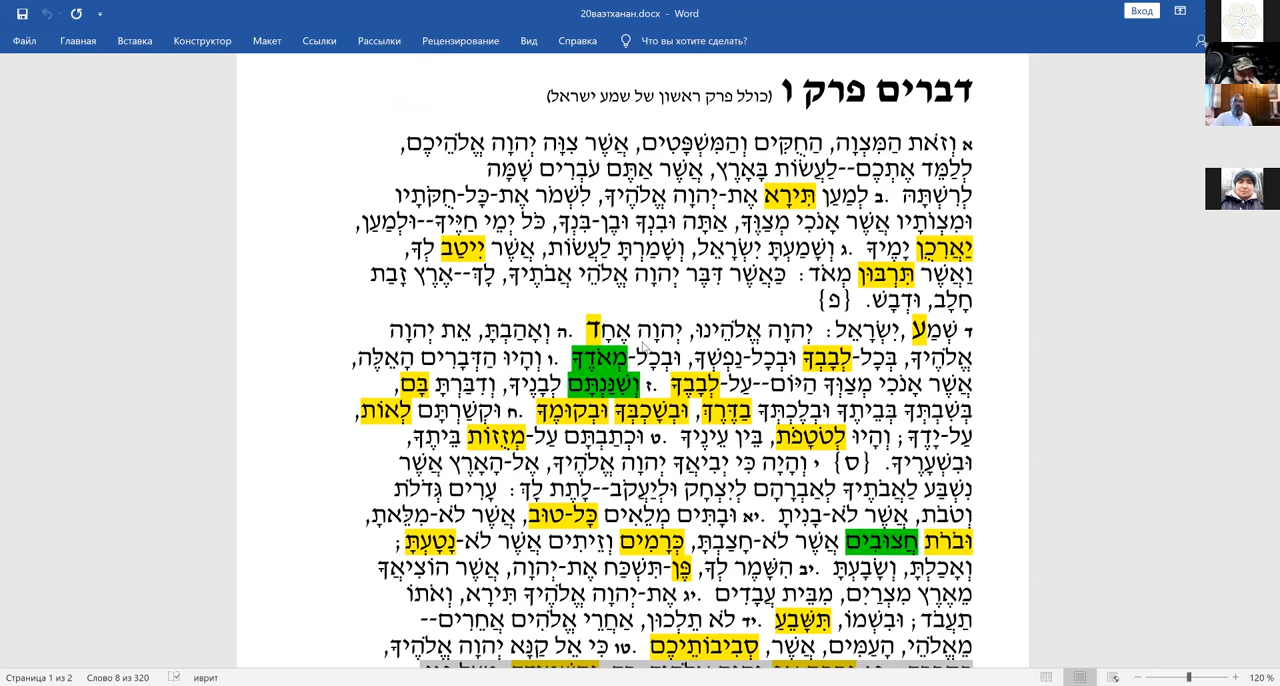 20ваэтханан.docx - Word
Вход
Файл Главная Вставка Конструктор Макет Ссылки Рассылки Рецензирование Вид Справка Что вы хотите сделать?
דברים פרק ו (כולל פרק ראשון של שמע ישראל)
א וְזֹאת הַמִּצְוָה, הַחֻקִּים וְהַמִּשְׁפָּטִים, אֲשֶׁר צִוָּה יְהוָה אֱלֹהֵיכֶם,
לְלַמֵּד אֶתְכֶם--לַעֲשׂוֹת בָּאָרֶץ, אֲשֶׁר אַתֶּם עֹבְרִים שָׁמָּה
לְרִשְׁתָּהּ. ב לְמַעַן תִּירָא אֶת-יְהוָה אֱלֹהֶיךָ, לִשְׁמֹר אֶת-כָּל-חֻקֹּתָיו
וּמִצְוֺתָיו אֲשֶׁר אָנֹכִי מְצַוֶּךָ, אַתָּה וּבִנְךָ וּבֶן-בִּנְךָ, כֹּל יְמֵי חַיֶּיךָ--וּלְמַעַן,
יַאֲרִכֻן יָמֶיךָ. ג וְשָׁמַעְתָּ יִשְׂרָאֵל, וְשָׁמַרְתָּ לַעֲשׂוֹת, אֲשֶׁר יִיטַב לְךָ,
וַאֲשֶׁר תִּרְבּוּן מְאֹד: כַּאֲשֶׁר דִּבֶּר יְהוָה אֱלֹהֵי אֲבֹתֶיךָ, לָךְ--אֶרֶץ זָבַת
חָלָב, וּדְבָשׁ. {פ}
ד שְׁמַע, יִשְׂרָאֵל: יְהוָה אֱלֹהֵינוּ, יְהוָה אֶחָד. ה וְאָהַבְתָּ, אֵת יְהוָה
אֱלֹהֶיךָ, בְּכָל-לְבָבְךָ וּבְכָל-נַפְשְׁךָ, וּבְכָל-מְאֹדֶךָ. ו וְהָיוּ הַדְּבָרִים הָאֵלֶּה,
אֲשֶׁר אָנֹכִי מְצַוְּךָ הַיּוֹם--עַל-לְבָבֶךָ. ז וְשִׁנַּנְתָּם לְבָנֶיךָ, וְדִבַּרְתָּ בָּם,
בְּשִׁבְתְּךָ בְּבֵיתֶךָ וּבְלֶכְתְּךָ בַדֶּרֶךְ, וּבְשָׁכְבְּךָ וּבְקוּמֶךָ. ח וּקְשַׁרְתָּם לְאוֹת,
עַל-יָדֶךָ; וְהָיוּ לְטֹטָפֹת, בֵּין עֵינֶיךָ. ט וּכְתַבְתָּם עַל-מְזֻזוֹת בֵּיתֶךָ,
וּבִשְׁעָרֶיךָ. {ס} י וְהָיָה כִּי יְבִיאֲךָ יְהוָה אֱלֹהֶיךָ, אֶל-הָאָרֶץ אֲשֶׁר
נִשְׁבַּע לַאֲבֹתֶיךָ לְאַבְרָהָם לְיִצְחָק וּלְיַעֲקֹב--לָתֶת לָךְ: עָרִים גְּדֹלֹת
וְטֹבֹת, אֲשֶׁר לֹא-בָנִיתָ. יא וּבָתִּים מְלֵאִים כָּל-טוּב, אֲשֶׁר לֹא-מִלֵּאתָ,
וּבֹרֹת חֲצוּבִים אֲשֶׁר לֹא-חָצַבְתָּ, כְּרָמִים וְזֵיתִים אֲשֶׁר לֹא-נָטָעְתָּ;
וְאָכַלְתָּ, וְשָׂבָעְתָּ. יב הִשָּׁמֶר לְךָ, פֶּן-תִּשְׁכַּח אֶת-יְהוָה, אֲשֶׁר הוֹצִיאֲךָ
מֵאֶרֶץ מִצְרַיִם, מִבֵּית עֲבָדִים. יג אֶת-יְהוָה אֱלֹהֶיךָ תִּירָא, וְאֹתוֹ
תַעֲבֹד; וּבִשְׁמוֹ, תִּשָּׁבֵעַ. יד לֹא תֵלְכוּן, אַחֲרֵי אֱלֹהִים אֲחֵרִים--
מֵאֱלֹהֵי, הָעַמִּים, אֲשֶׁר, סְבִיבוֹתֵיכֶם. טו כִּי אֵל קַנָּא יְהוָה אֱלֹהֶיךָ,
Страница 1 из 2 Слово 8 из 320 иврит 120 %